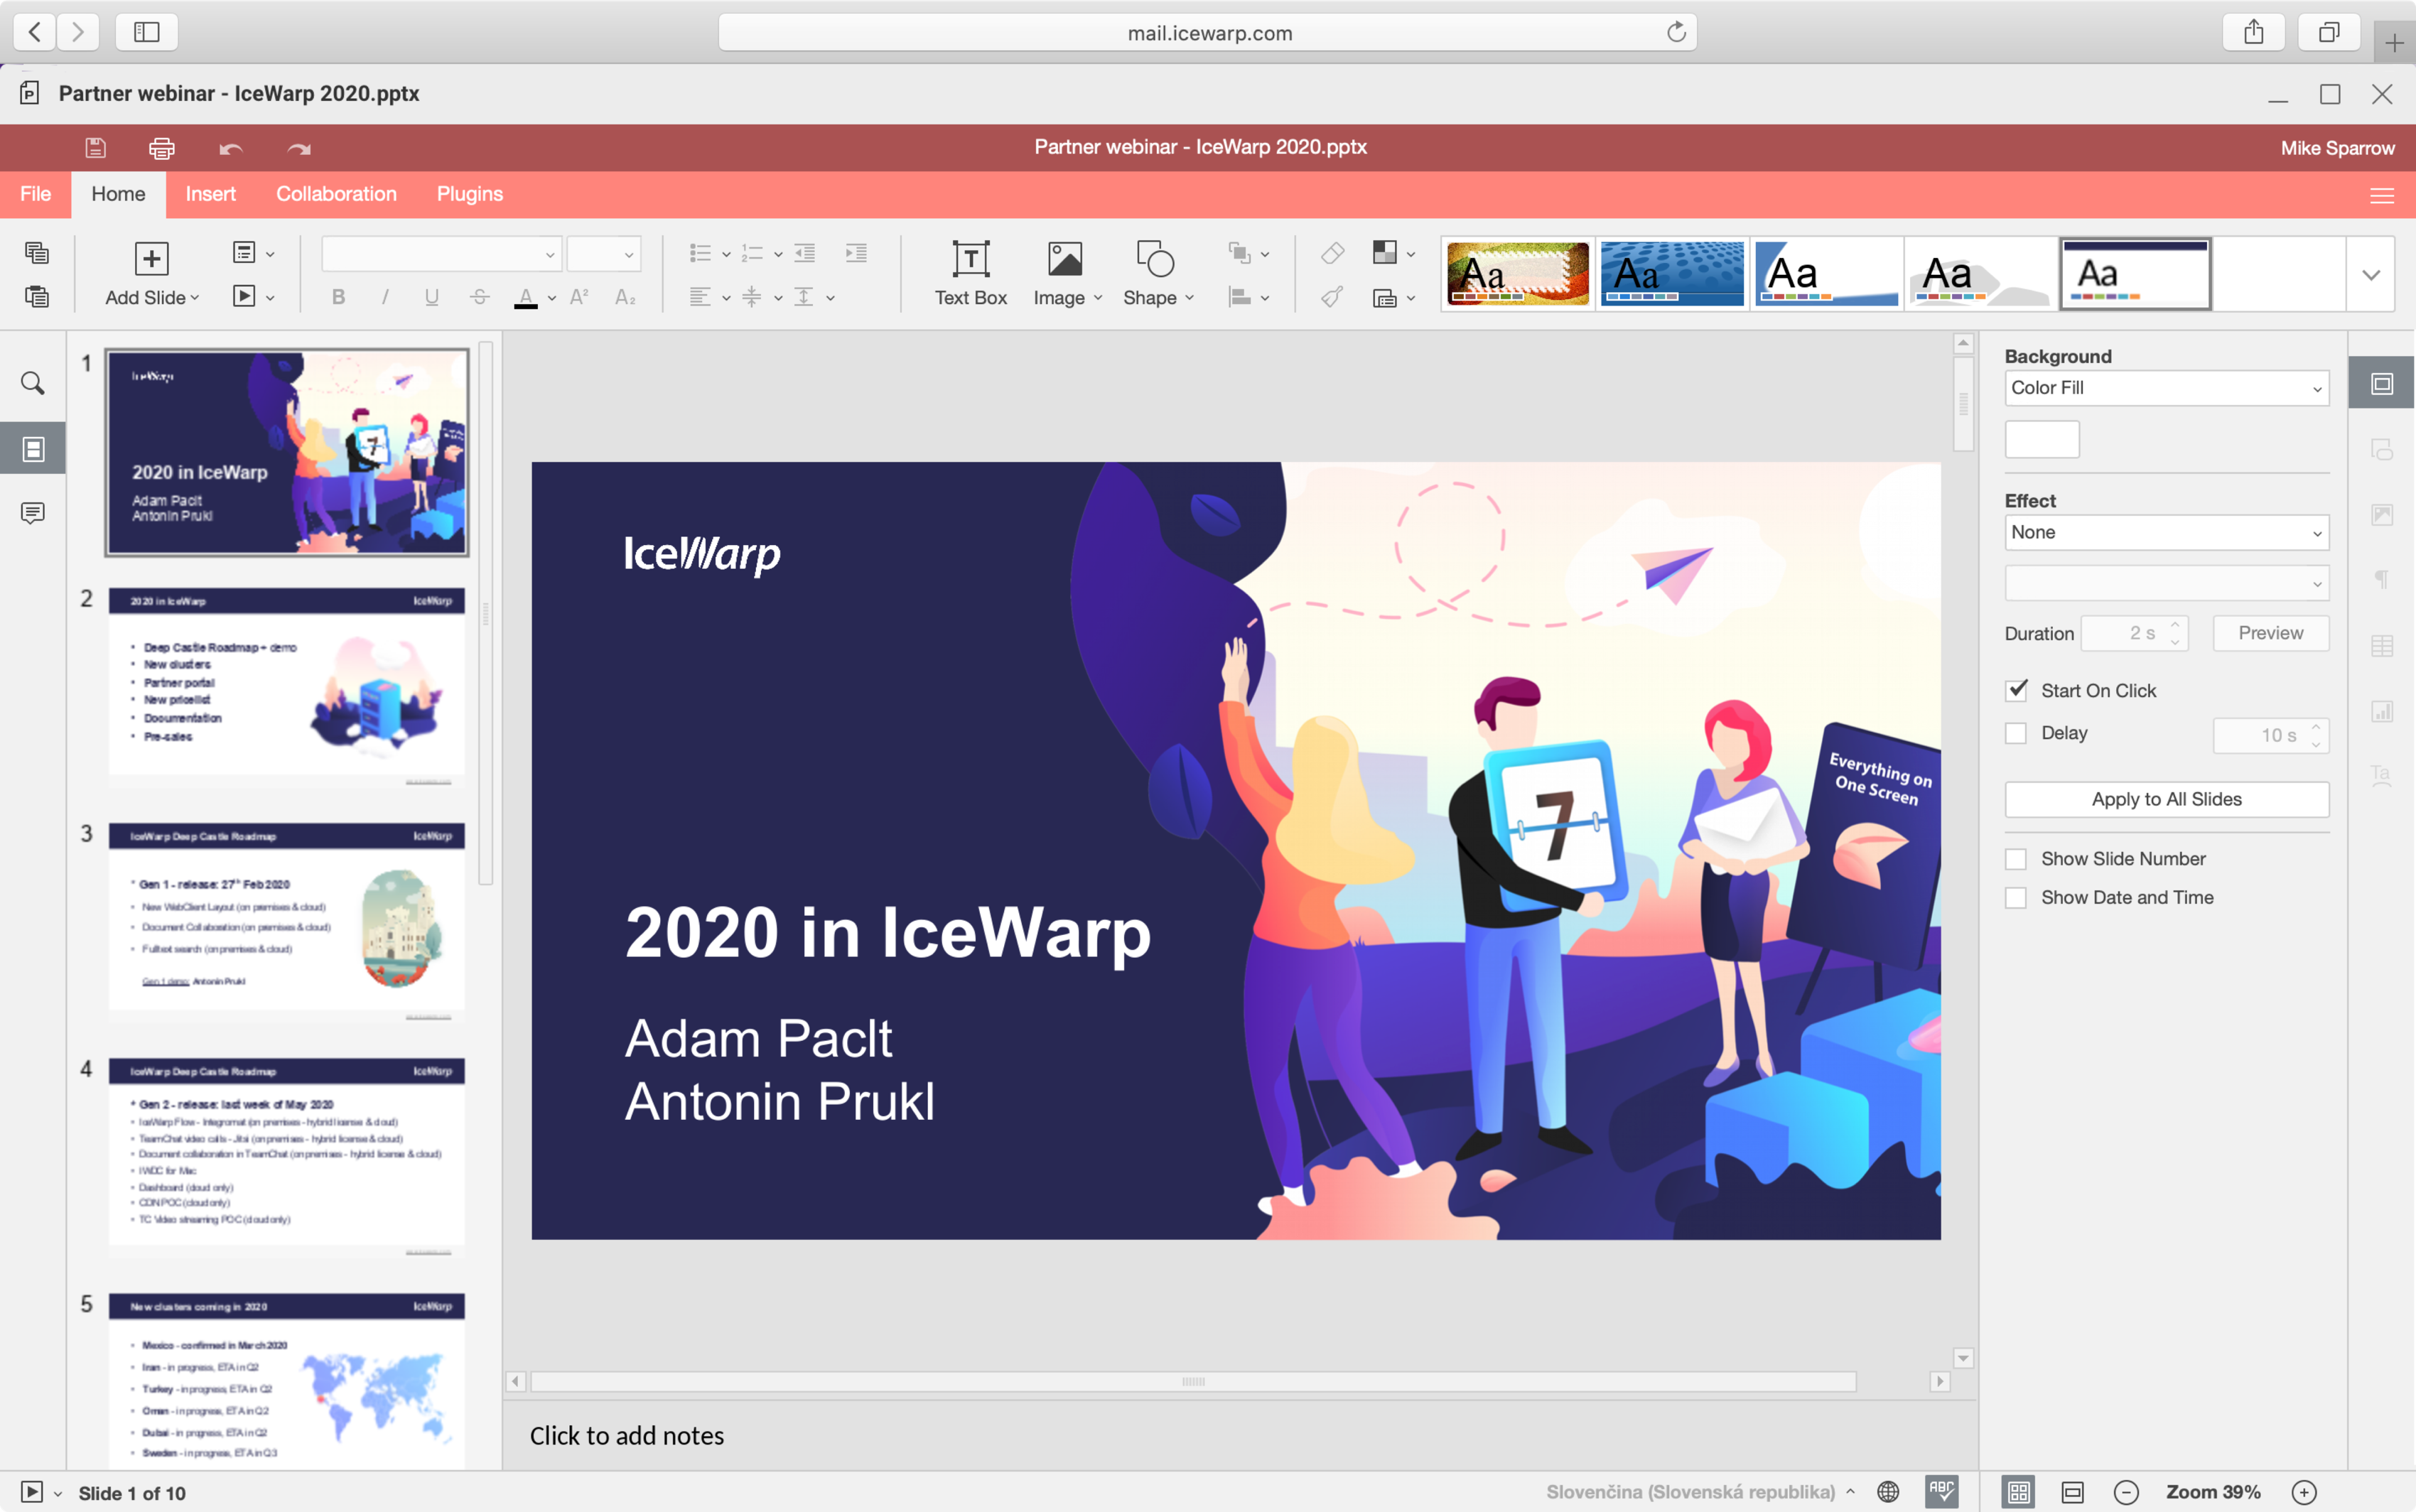 mail.icewarp.com
Partner webinar - IceWarp 2020.pptx
Partner webinar - IceWarp 2020.pptx
Mike Sparrow
File
Home
Insert
Collaboration
Plugins
Add Slide
B
I
U
S
A
A²
A₂
Text Box
Image
Shape
Aa
Aa
Aa
Aa
Aa
1
IceWarp
2020 in IceWarp
Adam Paclt
Antonin Prukl
2
2020 in IceWarp
IceWarp
• Deep Castle Roadmap + demo
• New clusters
• Partner portal
• New pricelist
• Documentation
• Pre-sales
3
IceWarp Deep Castle Roadmap
IceWarp
• Gen 1 - release: 27th Feb 2020
• New WebClient Layout (on premises & cloud)
• Document Collaboration (on premises & cloud)
• Fulltext search (on premises & cloud)
Gen 1 demo: Antonin Prukl
4
IceWarp Deep Castle Roadmap
IceWarp
• Gen 2 - release: last week of May 2020
• IceWarp Flow - Integromat (on premises - hybrid license & cloud)
• TeamChat video calls - Jitsi (on premises - hybrid license & cloud)
• Document collaboration in TeamChat (on premises - hybrid license & cloud)
• IWDC for Mac
• Dashboard (cloud only)
• CDN POC (cloud only)
• TC Video streaming POC (cloud only)
5
New clusters coming in 2020
IceWarp
• Mexico - confirmed in March 2020
• Iran - in progress, ETA in Q2
• Turkey - in progress, ETA in Q2
• Oman - in progress, ETA in Q2
• Dubai - in progress, ETA in Q2
• Sweden - in progress, ETA in Q3
IceWarp
7
Everything on
One Screen
2020 in IceWarp
Adam Paclt
Antonin Prukl
Click to add notes
Background
Color Fill
Effect
None
Duration
2 s
Preview
Start On Click
Delay
10 s
Apply to All Slides
Show Slide Number
Show Date and Time
Ta
Slide 1 of 10
Slovenčina (Slovenská republika)
ABC
Zoom 39%